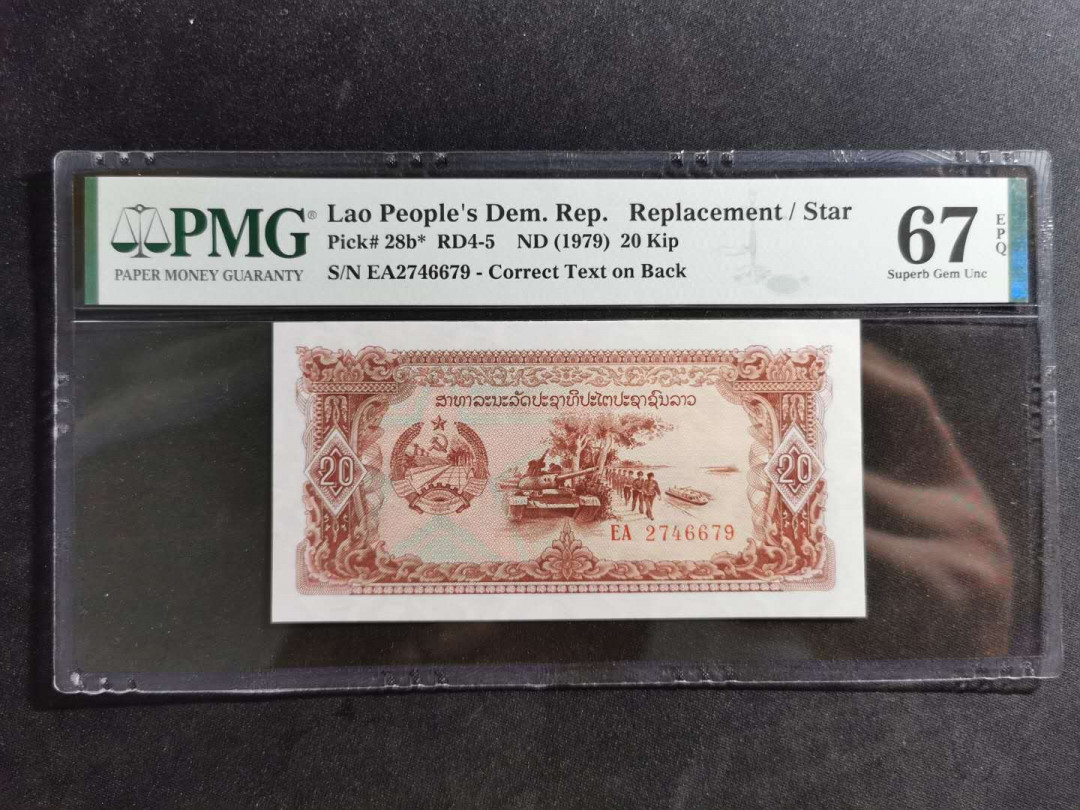 PMG®
PAPER MONEY GUARANTY
Lao People's Dem. Rep. Replacement / Star
Pick# 28b* RD4-5 ND (1979) 20 Kip
S/N EA2746679 - Correct Text on Back
67 EPQ
Superb Gem Unc
ສາທາລະນະລັດປະຊາທິປະໄຕປະຊາຊົນລາວ
20 20
EA 2746679